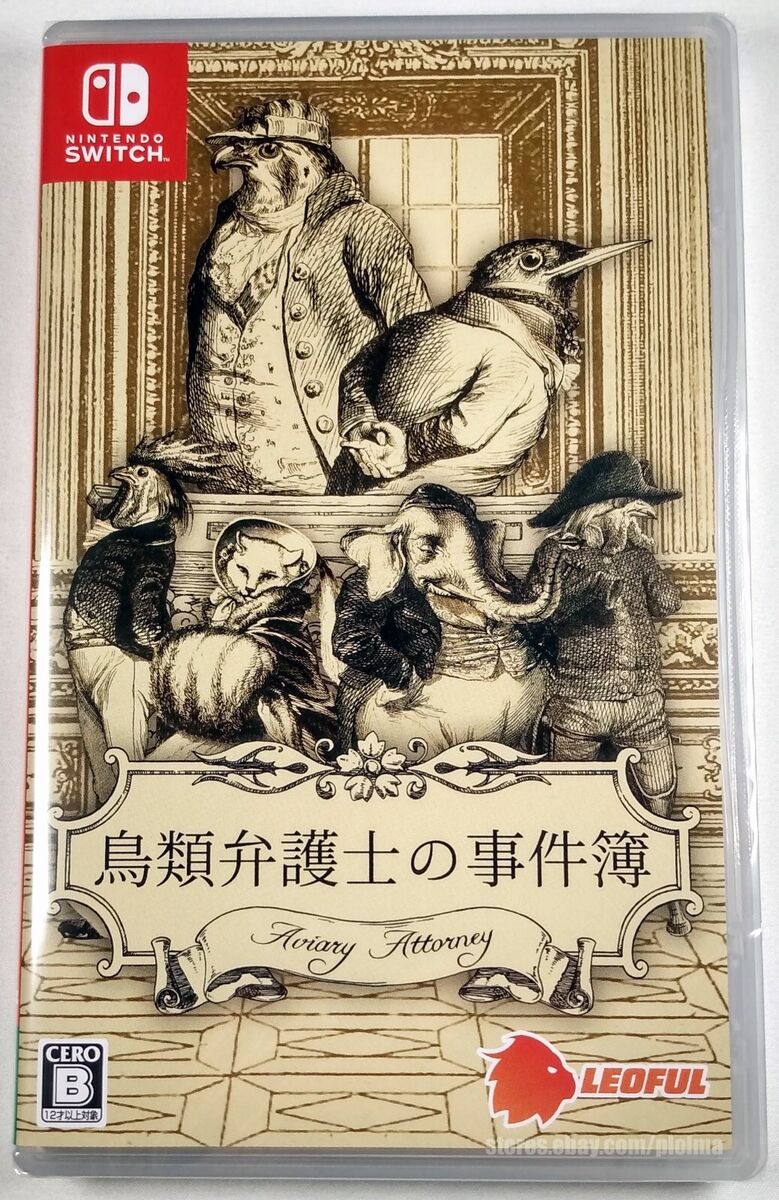 NINTENDO
SWITCH™
鳥類弁護士の事件簿
Aviary Attorney
CERO
B
12才以上対象
LEOFUL
stores.ebay.com/plolma